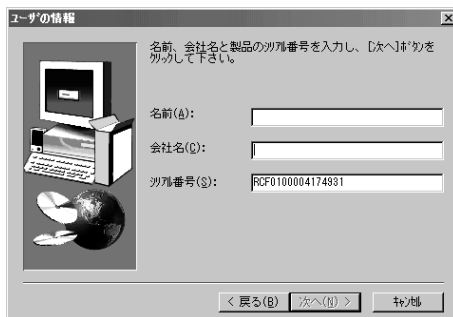 ユーザの情報
名前、会社名と製品のｼﾘｱﾙ番号を入力し、[次へ]ﾎﾞﾀﾝを
ｸﾘｯｸして下さい。
名前(A):
会社名(C):
ｼﾘｱﾙ番号(S): RCF0100004174931
< 戻る(B) 次へ(N) > ｷｬﾝｾﾙ